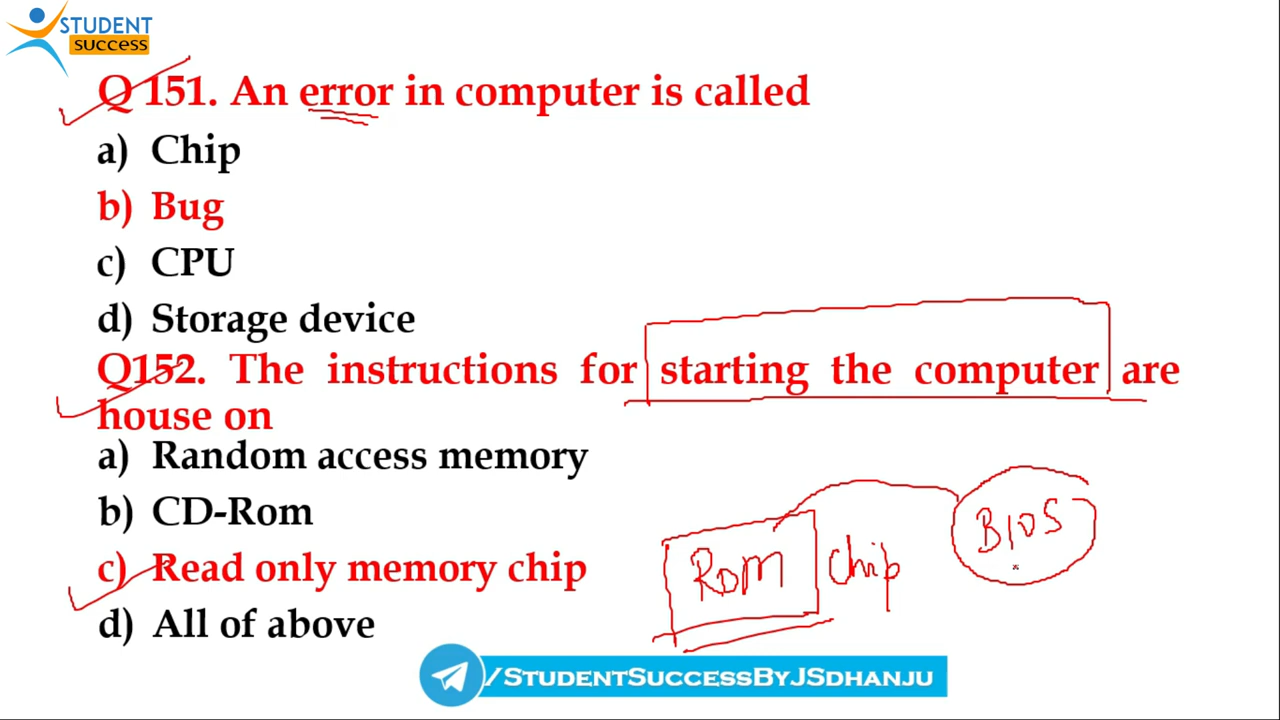 STUDENT
success
Q 151. An error in computer is called
a) Chip
b) Bug
c) CPU
d) Storage device
Q152. The instructions for starting the computer are
house on
a) Random access memory
b) CD-Rom
c) Read only memory chip
d) All of above
ROM Chip BIOS
/StudentSuccessByJSdhanju